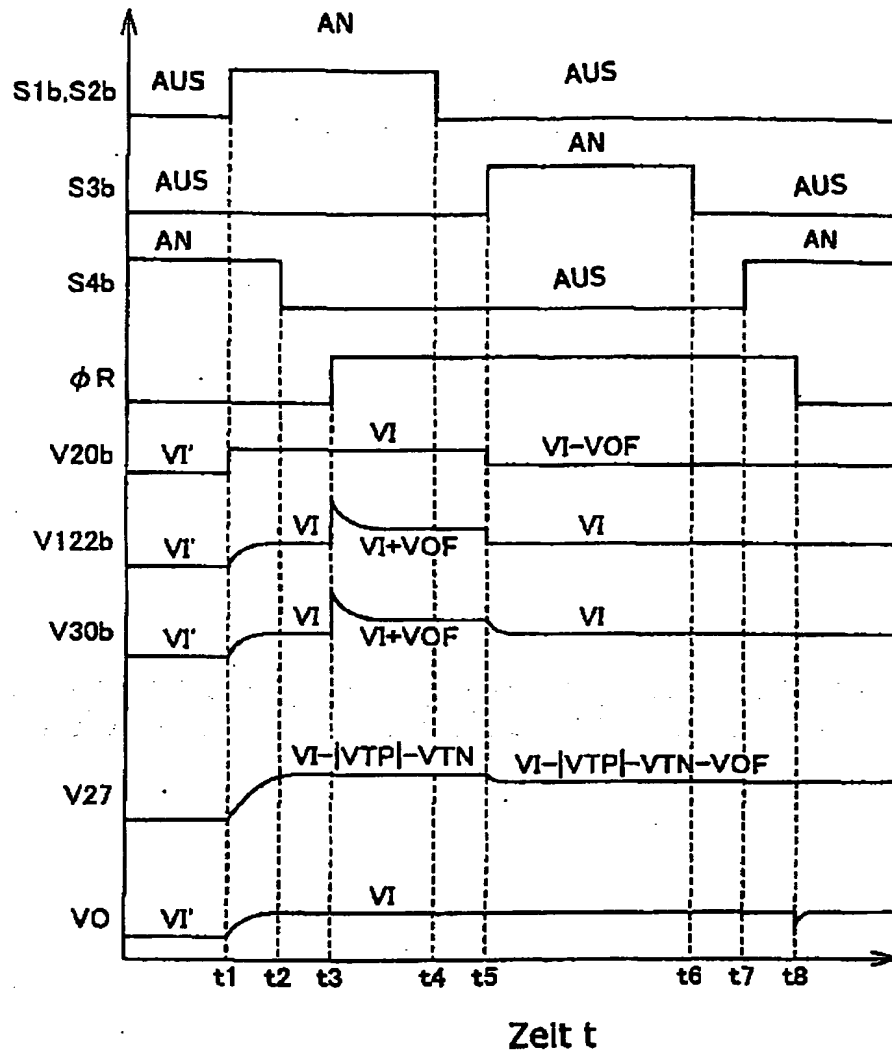 AN
S1b,S2b AUS AUS
AN
S3b AUS AUS
AN AN
S4b AUS
φR
V20b VI' VI VI-VOF
V122b VI' VI VI+VOF VI
V30b VI' VI VI+VOF VI
V27 VI-|VTP|-VTN VI-|VTP|-VTN-VOF
VO VI' VI
t1 t2 t3 t4 t5 t6 t7 t8
Zeit t